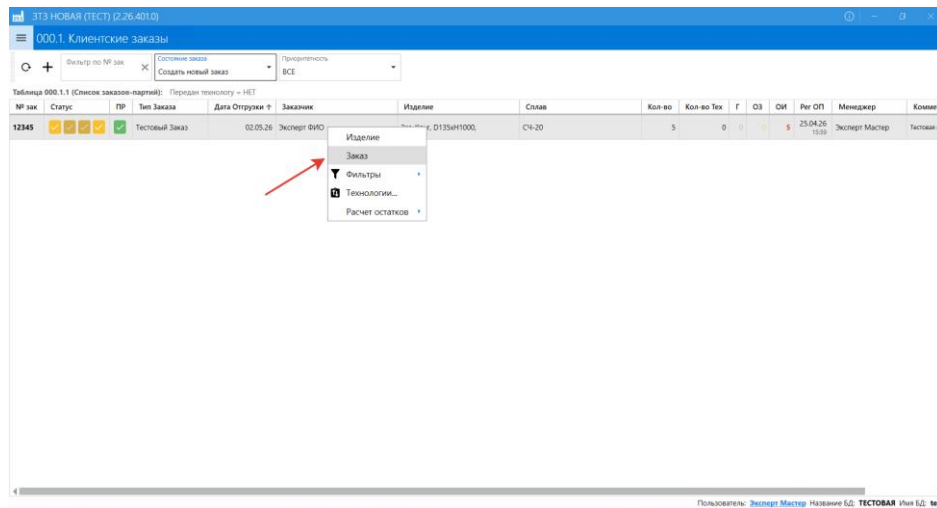 ЗТЗ НОВАЯ (ТЕСТ) (2.26.401.0)
000.1. Клиентские заказы
Фильтр по № зак
Состояние заказа
Создать новый заказ
Приоритетность
ВСЕ
Таблица 000.1.1 (Список заказов-партий): Передан технологу = НЕТ
№ зак Статус ПР Тип Заказа Дата Отгрузки Заказчик Изделие Сплав Кол-во Кол-во Тех Г ОЗ ОИ Рег ОП Менеджер Комме
12345 Тестовый Заказ 02.05.26 Эксперт ФИО D135хН1000, СЧ-20 5 0 0 0 5 25.04.26 Эксперт Мастер Тестовая
15:59
Изделие
Заказ
Фильтры
Технологии...
Расчет остатков
Пользователь: Эксперт Мастер Название БД: ТЕСТОВАЯ Имя БД: te